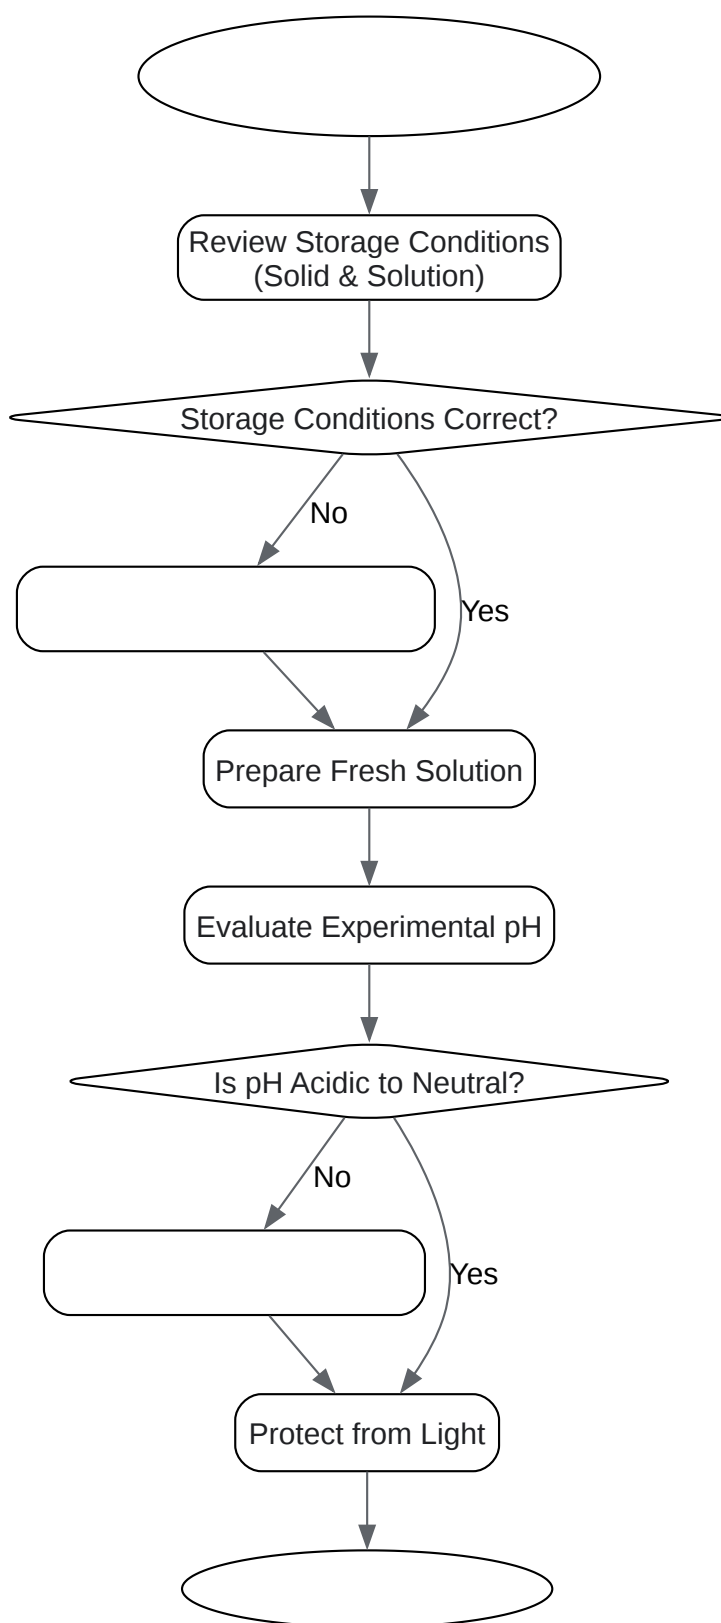 Review Storage Conditions
(Solid & Solution)
Storage Conditions Correct?
No
Yes
Prepare Fresh Solution
Evaluate Experimental pH
Is pH Acidic to Neutral?
No
Yes
Protect from Light